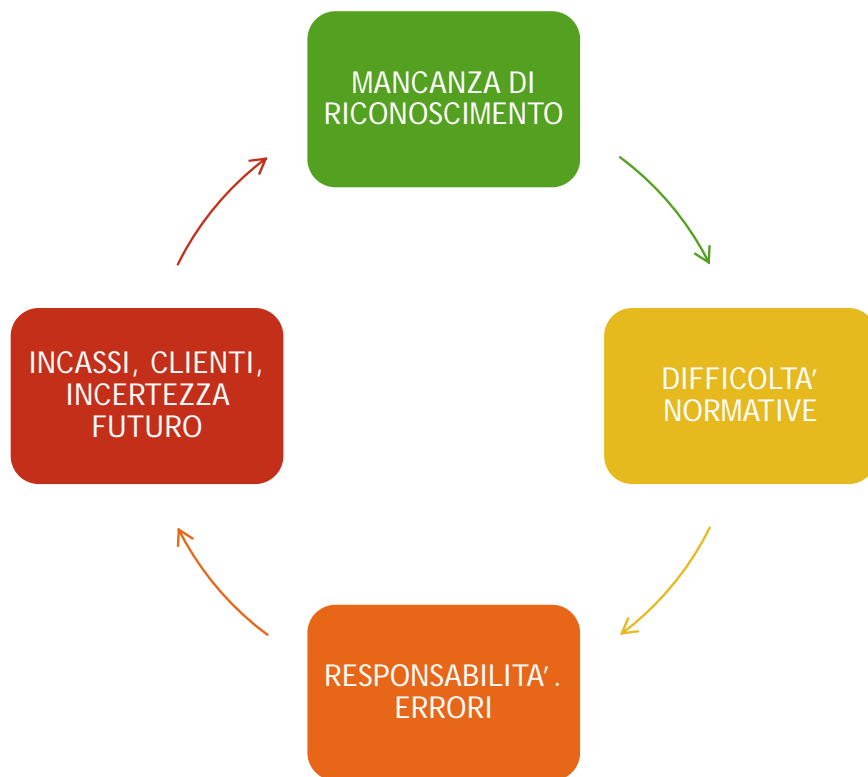 MANCANZA DI
RICONOSCIMENTO
DIFFICOLTA’
NORMATIVE
RESPONSABILITA’ .
ERRORI
INCASSI, CLIENTI,
INCERTEZZA
FUTURO